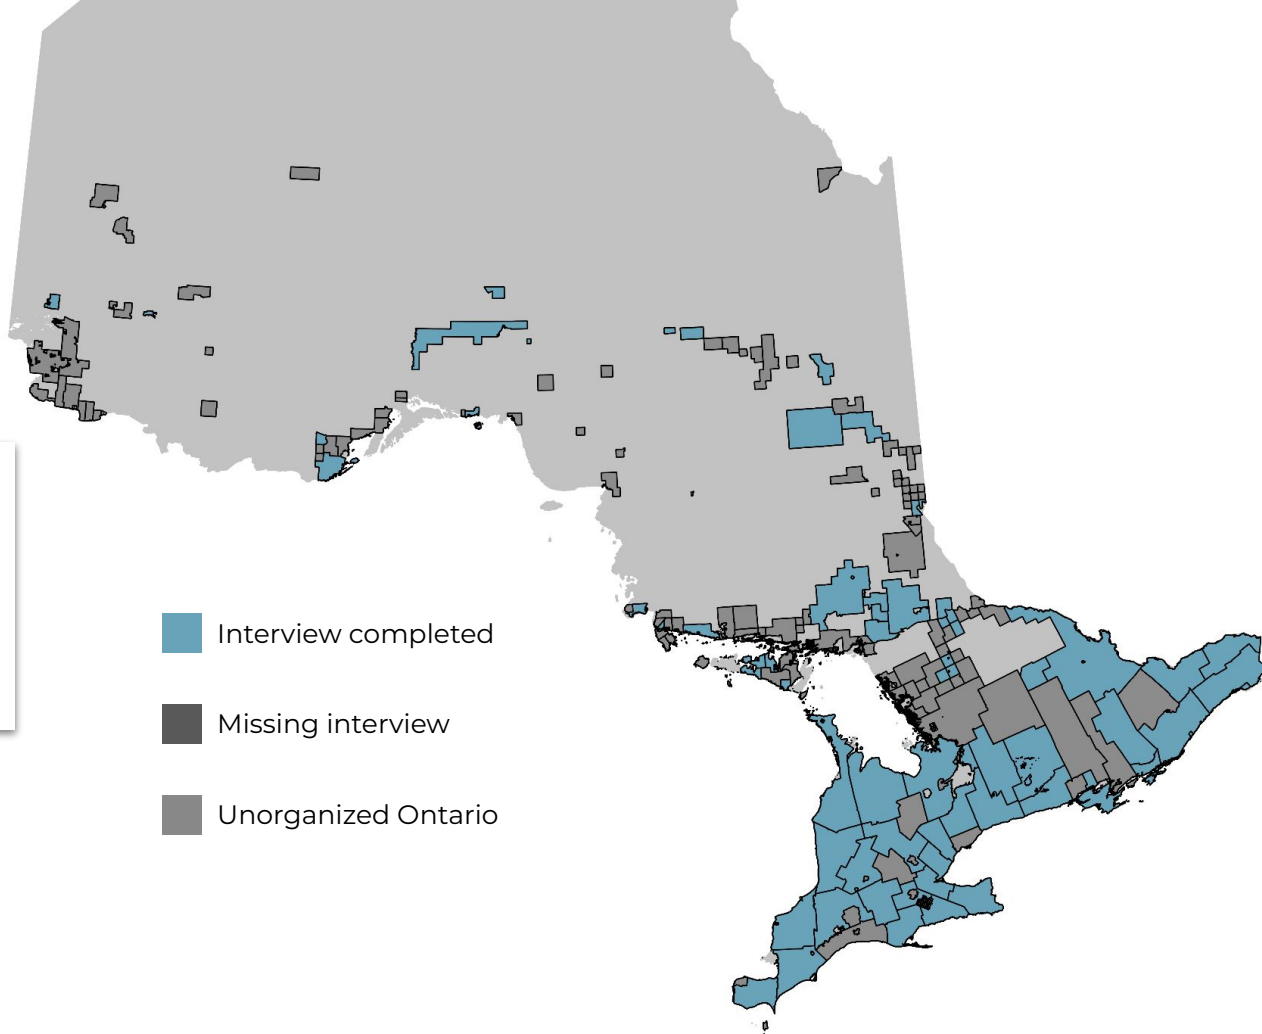 Interview completed
Missing interview
Unorganized Ontario